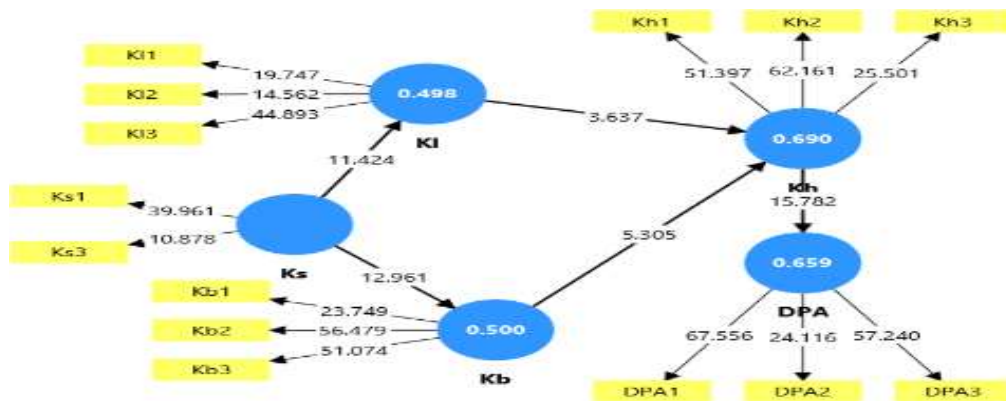 Kh1
Kh2
Kh3
Kl1
Kl2
Kl3
19.747
14.562
44.893
51.397
62.161
25.501
0.498
Kl
3.637
0.690
Kh
11.424
15.782
Ks1
Ks3
39.961
10.878
Ks
5.305
0.659
DPA
12.961
Kb1
Kb2
Kb3
23.749
56.479
51.074
0.500
Kb
67.556
24.116
57.240
DPA1
DPA2
DPA3